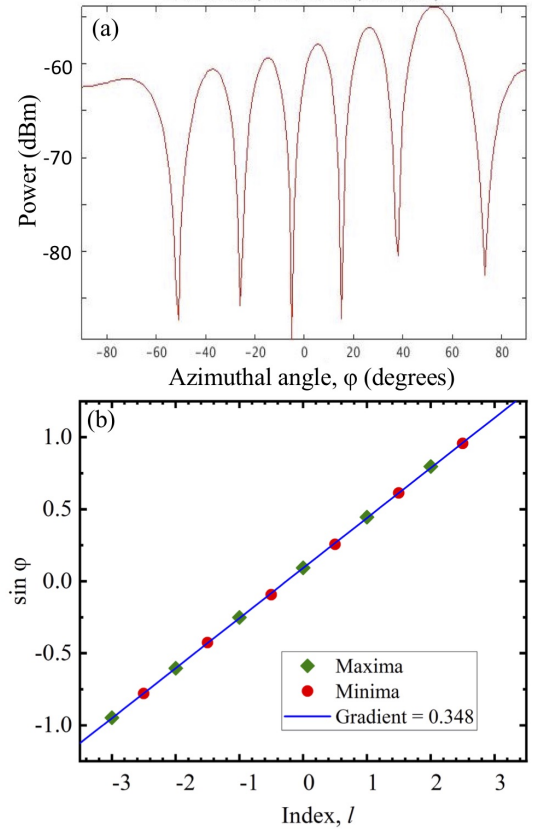 (a)
-60
-70
-80
Power (dBm)
-80 -60 -40 -20 0 20 40 60 80
Azimuthal angle, φ (degrees)
(b)
1.0
0.5
0.0
-0.5
-1.0
sin φ
Maxima
Minima
Gradient = 0.348
-3 -2 -1 0 1 2 3
Index, l